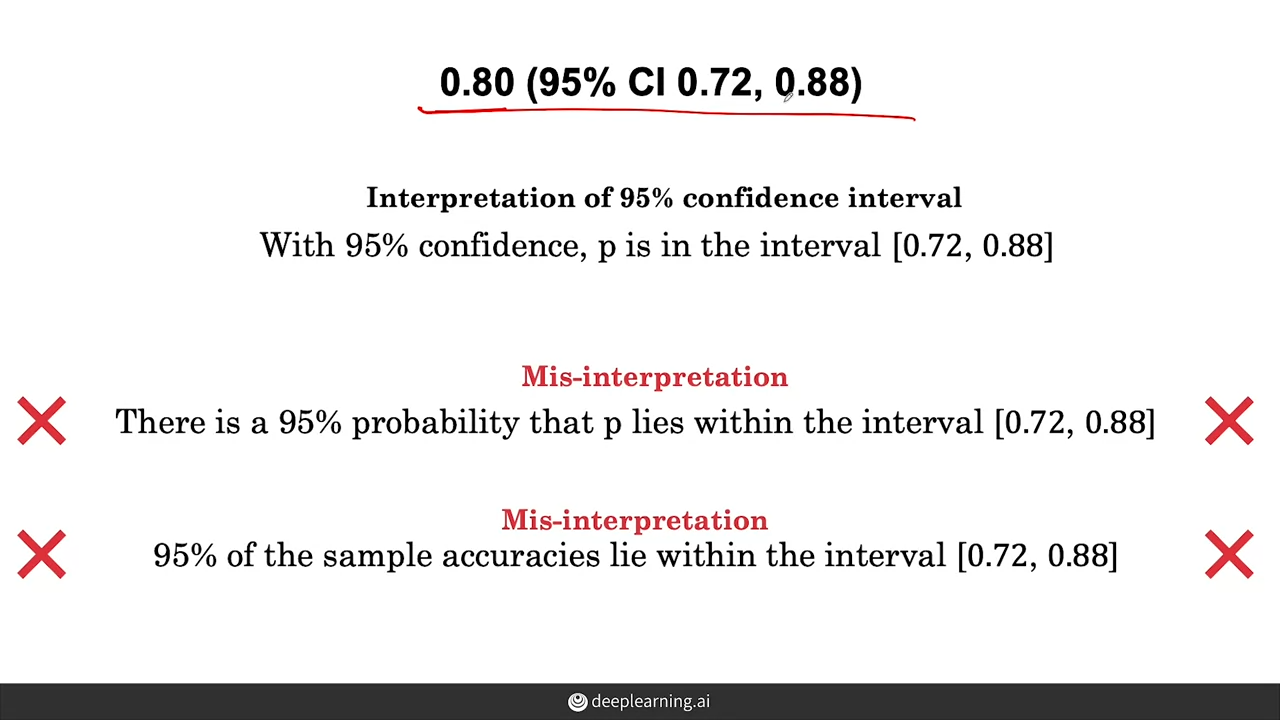 0.80 (95% CI 0.72, 0.88)
Interpretation of 95% confidence interval
With 95% confidence, p is in the interval [0.72, 0.88]
Mis-interpretation
There is a 95% probability that p lies within the interval [0.72, 0.88]
Mis-interpretation
95% of the sample accuracies lie within the interval [0.72, 0.88]
deeplearning.ai